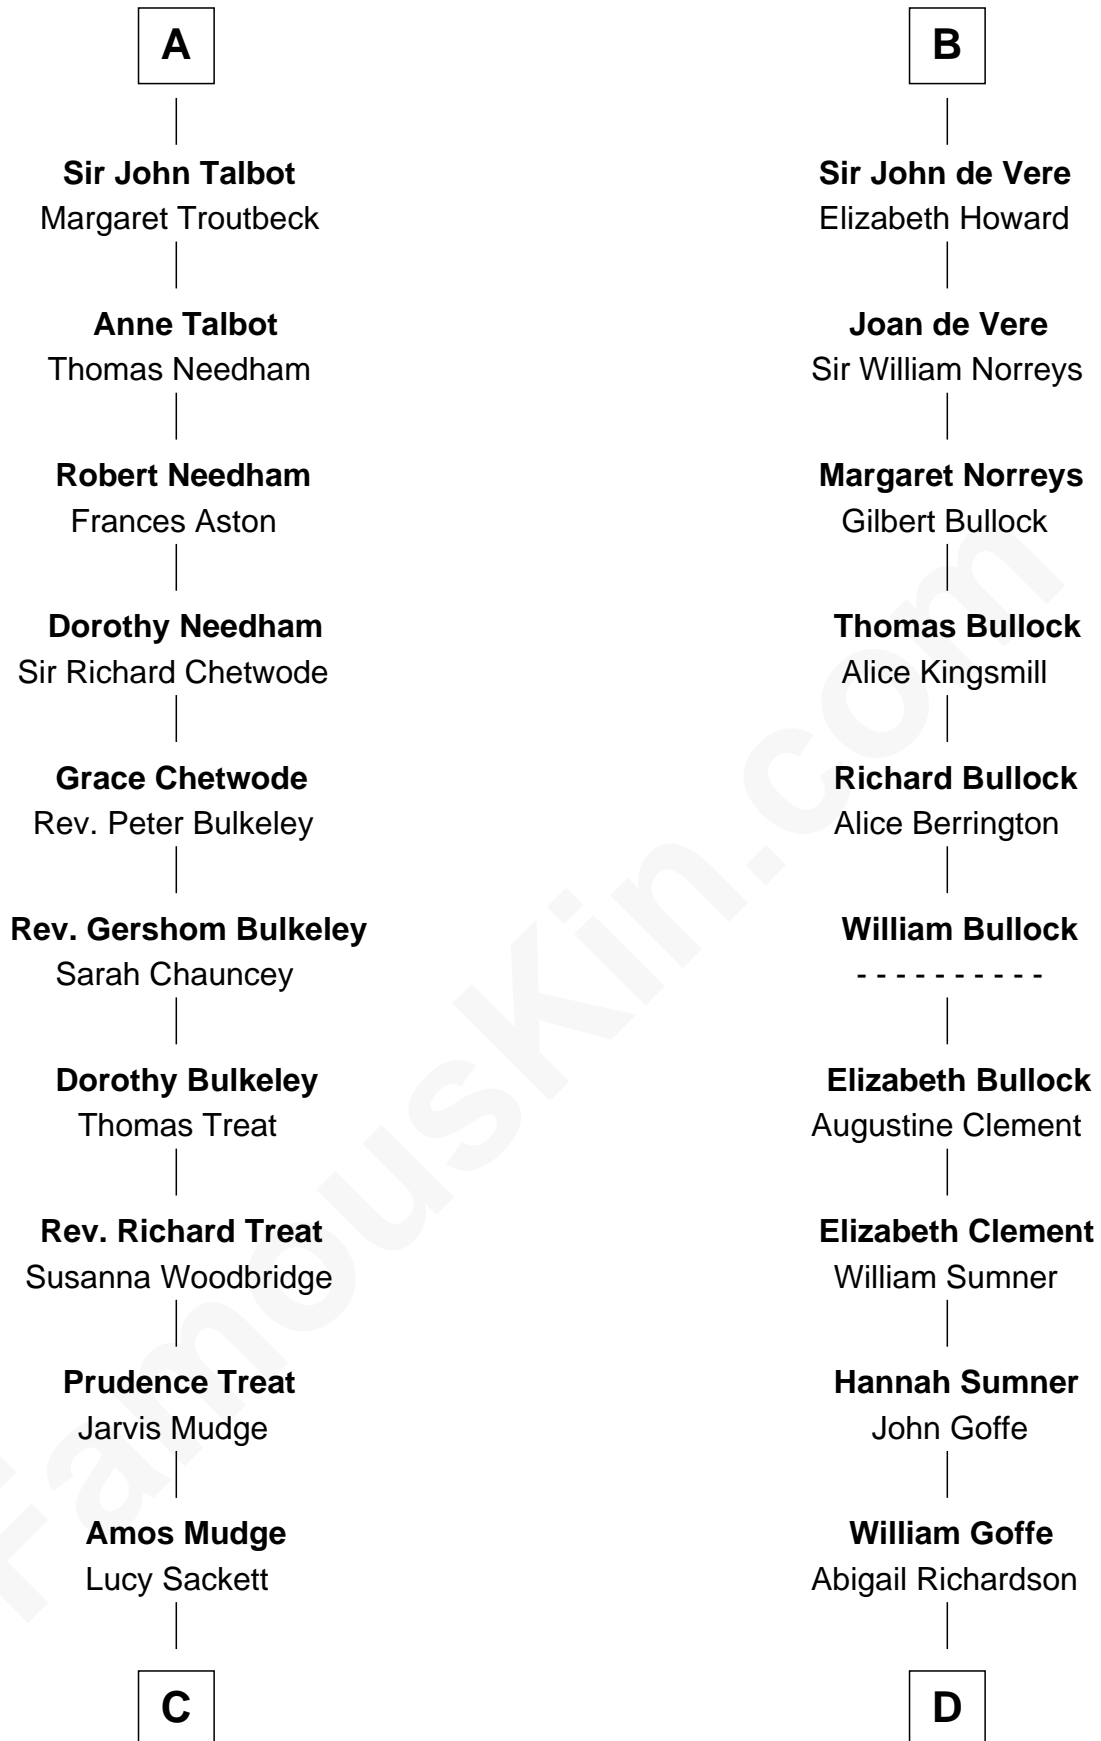 A
Sir John Talbot
Margaret Troutbeck
Anne Talbot
Thomas Needham
Robert Needham
Frances Aston
Dorothy Needham
Sir Richard Chetwode
Grace Chetwode
Rev. Peter Bulkeley
Rev. Gershom Bulkeley
Sarah Chauncey
Dorothy Bulkeley
Thomas Treat
Rev. Richard Treat
Susanna Woodbridge
Prudence Treat
Jarvis Mudge
Amos Mudge
Lucy Sackett
C
B
Sir John de Vere
Elizabeth Howard
Joan de Vere
Sir William Norreys
Margaret Norreys
Gilbert Bullock
Thomas Bullock
Alice Kingsmill
Richard Bullock
Alice Berrington
William Bullock
- - - - - - - - - -
Elizabeth Bullock
Augustine Clement
Elizabeth Clement
William Sumner
Hannah Sumner
John Goffe
William Goffe
Abigail Richardson
D
FamousKin.com